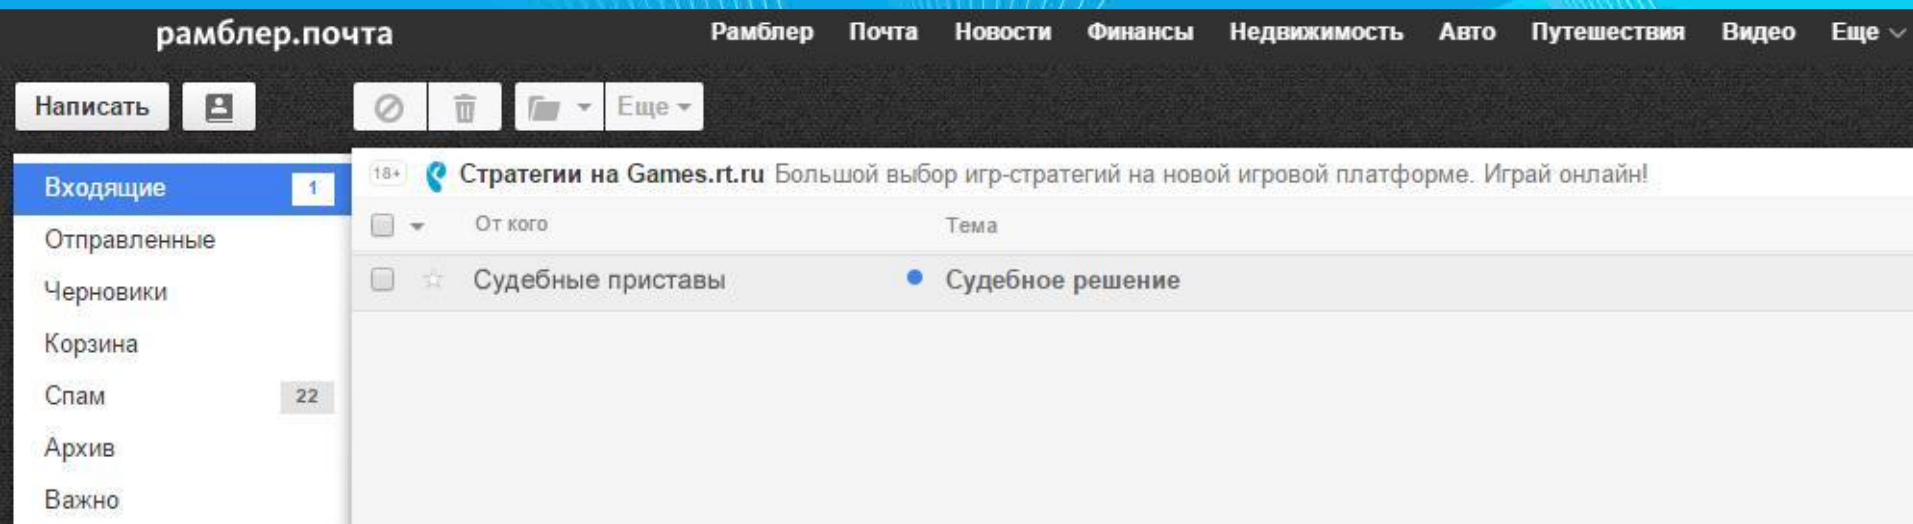 рамблер.почта Рамблер Почта Новости Финансы Недвижимость Авто Путешествия Видео Еще
Написать Еще
Входящие 1
Отправленные
Черновики
Корзина
Спам 22
Архив
Важно
18+ Стратегии на Games.rt.ru Большой выбор игр-стратегий на новой игровой платформе. Играй онлайн!
От кого Тема
Судебные приставы Судебное решение